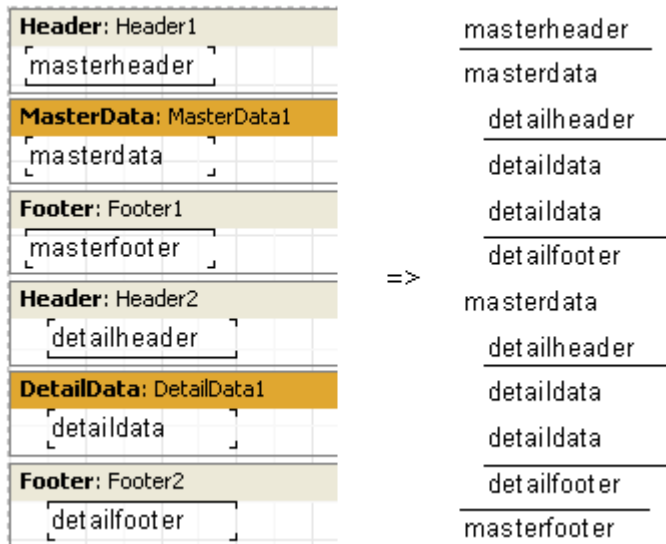 Header: Header1
masterheader
MasterData: MasterData1
masterdata
Footer: Footer1
masterfooter
Header: Header2
detailheader
DetailData: DetailData1
detaildata
Footer: Footer2
detailfooter
=>
masterheader
masterdata
detailheader
detaildata
detaildata
detailfooter
masterdata
detailheader
detaildata
detaildata
detailfooter
masterfooter